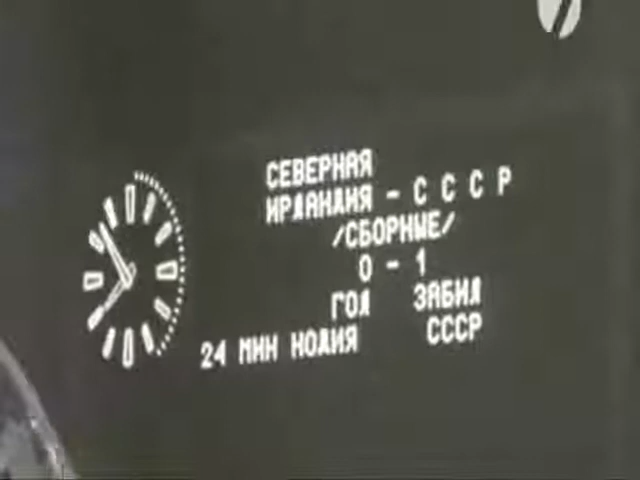 СЕВЕРНАЯ
ИРЛАНДИЯ - С С С Р
/СБОРНЫЕ/
0 - 1
ГОЛ ЗАБИЛ
24 МИН НОДИЯ СССР